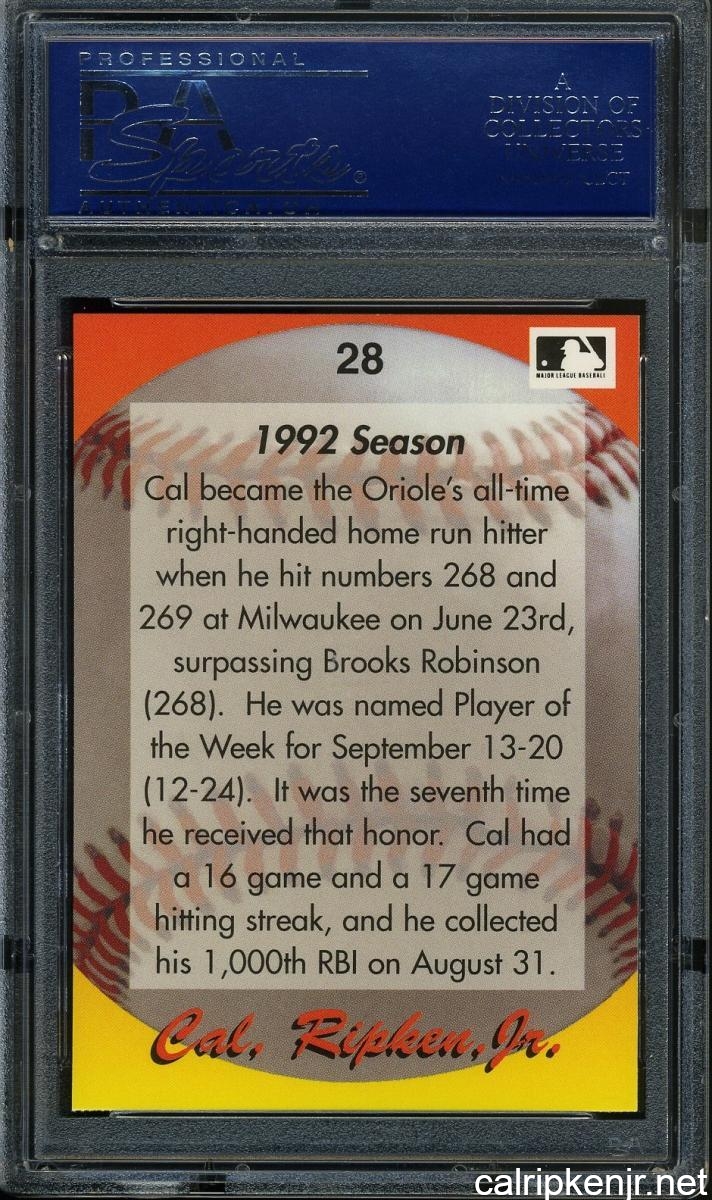 PROFESSIONAL
PSA
Sports®
AUTHENTICATOR
A
DIVISION OF
COLLECTORS
UNIVERSE
CLCT
28
MAJOR LEAGUE BASEBALL
1992 Season
Cal became the Oriole's all-time
right-handed home run hitter
when he hit numbers 268 and
269 at Milwaukee on June 23rd,
surpassing Brooks Robinson
(268). He was named Player of
the Week for September 13-20
(12-24). It was the seventh time
he received that honor. Cal had
a 16 game and a 17 game
hitting streak, and he collected
his 1,000th RBI on August 31.
Cal, Ripken, Jr.
PSA
calripkenjr.net